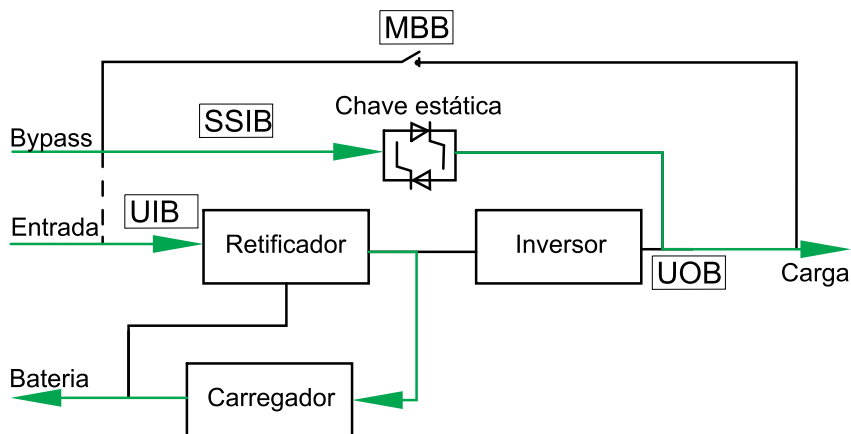 MBB
Chave estática
SSIB
Bypass
UIB
Entrada
Retificador
Inversor
UOB
Carga
Bateria
Carregador